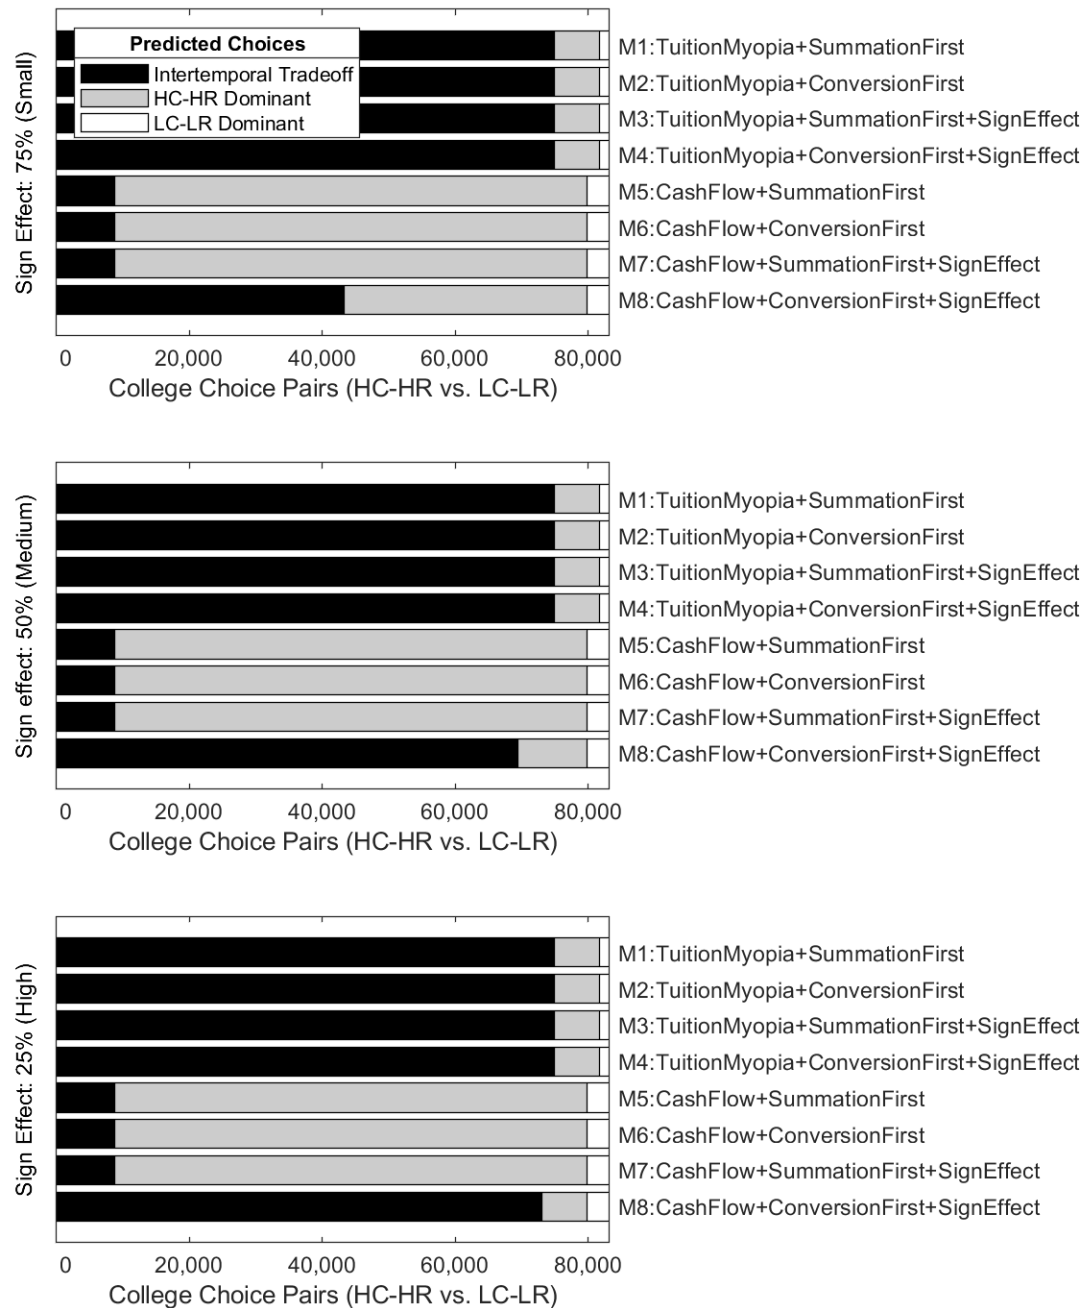 Sign Effect: 75% (Small)
Predicted Choices
Intertemporal Tradeoff
HC-HR Dominant
LC-LR Dominant
M1:TuitionMyopia+SummationFirst
M2:TuitionMyopia+ConversionFirst
M3:TuitionMyopia+SummationFirst+SignEffect
M4:TuitionMyopia+ConversionFirst+SignEffect
M5:CashFlow+SummationFirst
M6:CashFlow+ConversionFirst
M7:CashFlow+SummationFirst+SignEffect
M8:CashFlow+ConversionFirst+SignEffect
0 20,000 40,000 60,000 80,000
College Choice Pairs (HC-HR vs. LC-LR)
Sign effect: 50% (Medium)
M1:TuitionMyopia+SummationFirst
M2:TuitionMyopia+ConversionFirst
M3:TuitionMyopia+SummationFirst+SignEffect
M4:TuitionMyopia+ConversionFirst+SignEffect
M5:CashFlow+SummationFirst
M6:CashFlow+ConversionFirst
M7:CashFlow+SummationFirst+SignEffect
M8:CashFlow+ConversionFirst+SignEffect
0 20,000 40,000 60,000 80,000
College Choice Pairs (HC-HR vs. LC-LR)
Sign Effect: 25% (High)
M1:TuitionMyopia+SummationFirst
M2:TuitionMyopia+ConversionFirst
M3:TuitionMyopia+SummationFirst+SignEffect
M4:TuitionMyopia+ConversionFirst+SignEffect
M5:CashFlow+SummationFirst
M6:CashFlow+ConversionFirst
M7:CashFlow+SummationFirst+SignEffect
M8:CashFlow+ConversionFirst+SignEffect
0 20,000 40,000 60,000 80,000
College Choice Pairs (HC-HR vs. LC-LR)